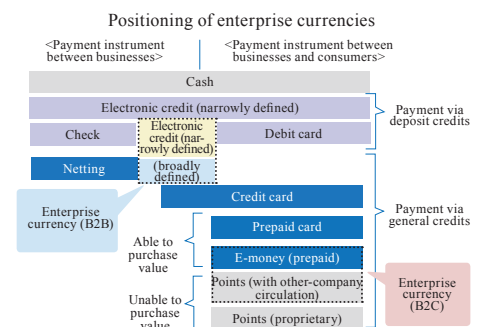 Positioning of enterprise currencies
<Payment instrument
between businesses>
<Payment instrument between
businesses and consumers>
Cash
Electronic credit (narrowly defined)
Check
Electronic
credit (nar-
rowly defined)
Debit card
Payment via
deposit credits
Netting
(broadly
defined)
Credit card
Enterprise
currency (B2B)
Prepaid card
Payment via
general credits
Able to
purchase
value
E-money (prepaid)
Points (with other-company
circulation)
Enterprise
currency
(B2C)
Unable to
purchase
value
Points (proprietary)